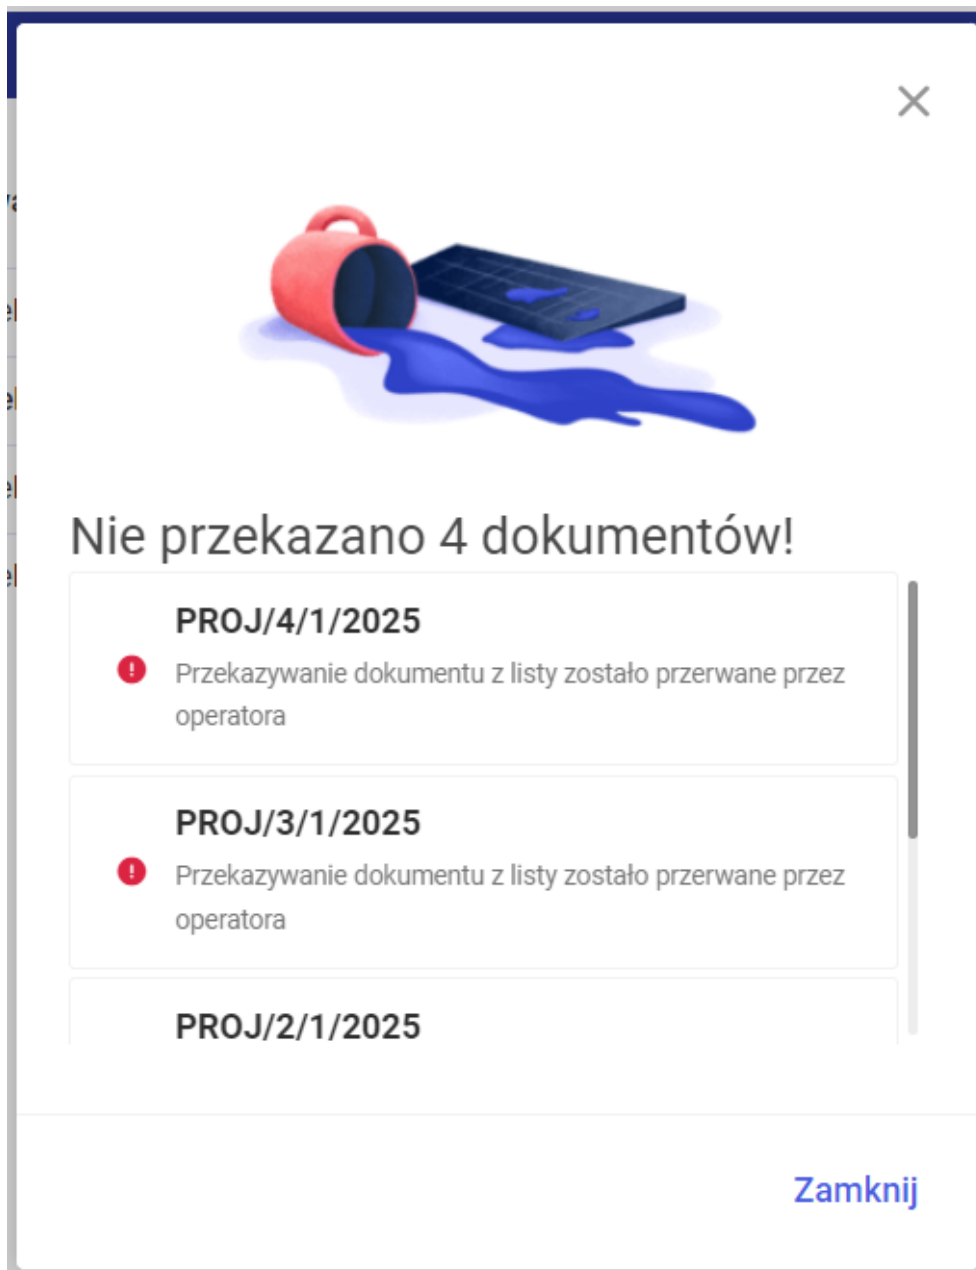 Nie przekazano 4 dokumentów!
PROJ/4/1/2025
Przekazywanie dokumentu z listy zostało przerwane przez
operatora
PROJ/3/1/2025
Przekazywanie dokumentu z listy zostało przerwane przez
operatora
PROJ/2/1/2025
Zamknij